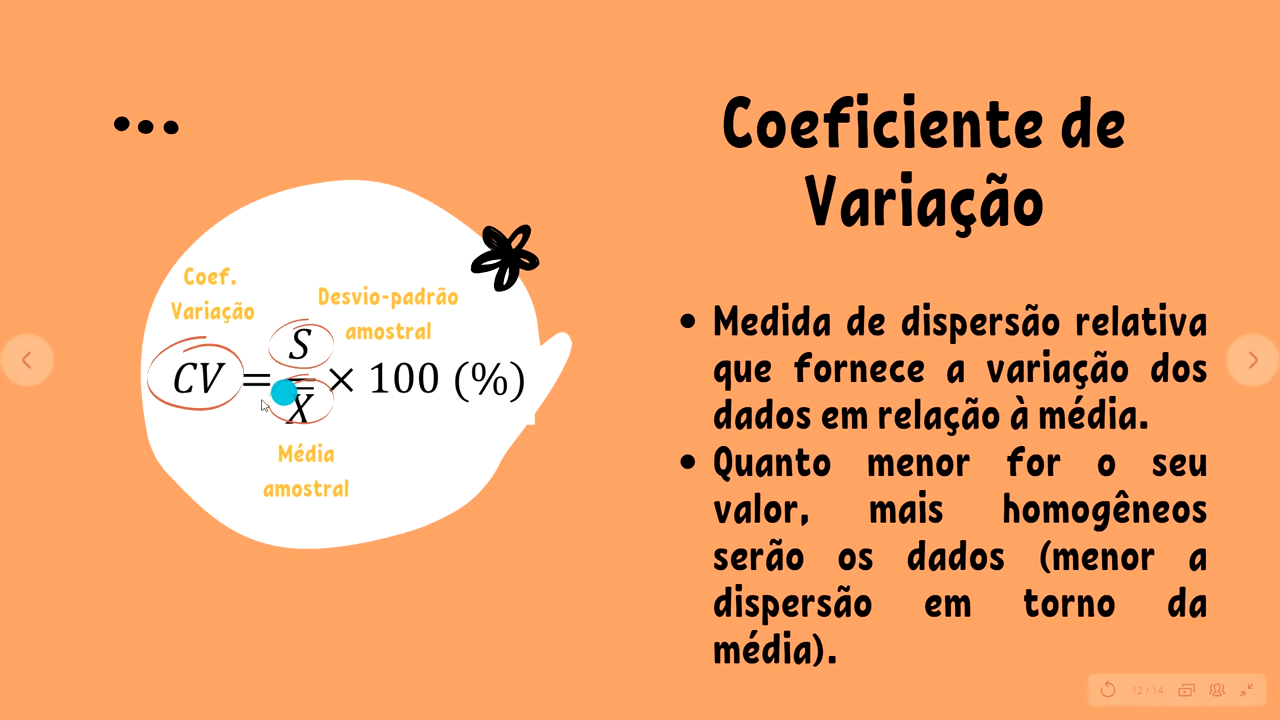 Coeficiente de
Variação
Coef.
Variação
Desvio-padrão
amostral
CV = S / X̄ × 100 (%)
Média
amostral
• Medida de dispersão relativa
que fornece a variação dos
dados em relação à média.
• Quanto menor for o seu
valor, mais homogêneos
serão os dados (menor a
dispersão em torno da
média).
12 / 14